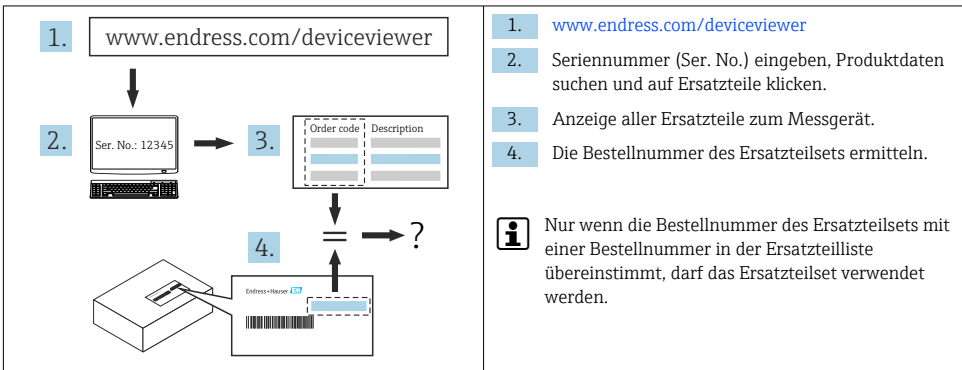 1.
www.endress.com/deviceviewer
2.
Ser. No.: 12345
3.
Order code
Description
4.
=
?
Endress+Hauser EH
1. www.endress.com/deviceviewer
2. Seriennummer (Ser. No.) eingeben, Produktdaten
suchen und auf Ersatzteile klicken.
3. Anzeige aller Ersatzteile zum Messgerät.
4. Die Bestellnummer des Ersatzteilsets ermitteln.
i
Nur wenn die Bestellnummer des Ersatzteilsets mit
einer Bestellnummer in der Ersatzteilliste
übereinstimmt, darf das Ersatzteilset verwendet
werden.